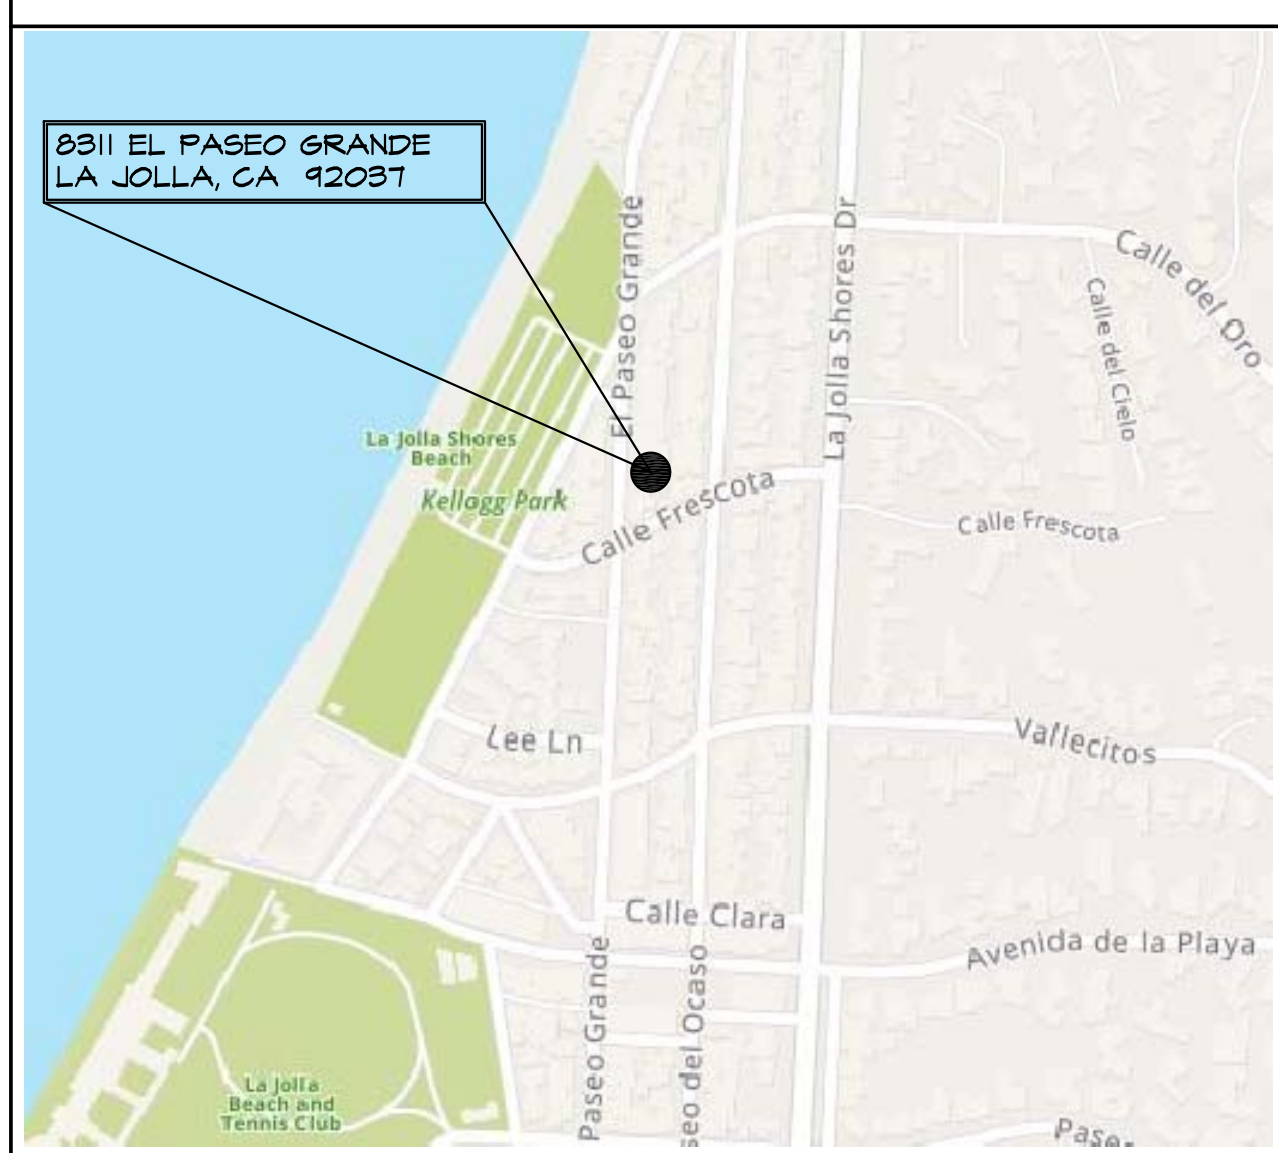 8311 EL PASEO GRANDE
LA JOLLA, CA 92037
El Paseo Grande
La Jolla Shores Dr
Calle del Oro
Calle del Cielo
La Jolla Shores
Beach
Kellogg Park
Calle Frescota
Calle Frescota
Lee Ln
Vallecitos
Calle Clara
Avenida de la Playa
Paseo Grande
seo del Ocaso
La Jolla
Beach and
Tennis Club